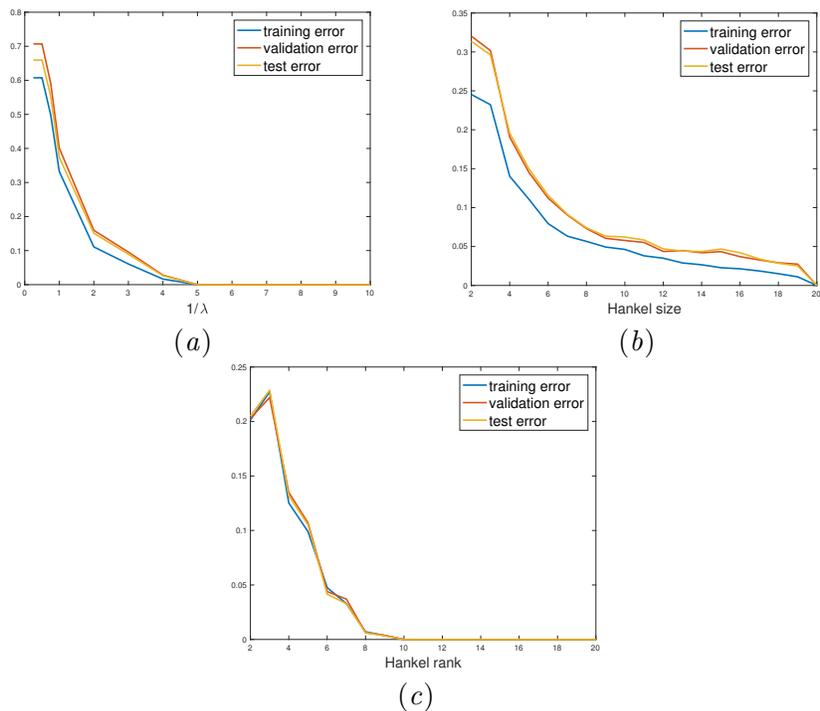 0.8
0.7
0.6
0.5
0.4
0.3
0.2
0.1
0
0 1 2 3 4 5 6 7 8 9 10
1/λ
training error
validation error
test error
(a)
0.35
0.3
0.25
0.2
0.15
0.1
0.05
0
2 4 6 8 10 12 14 16 18 20
Hankel size
training error
validation error
test error
(b)
0.25
0.2
0.15
0.1
0.05
0
2 4 6 8 10 12 14 16 18 20
Hankel rank
training error
validation error
test error
(c)